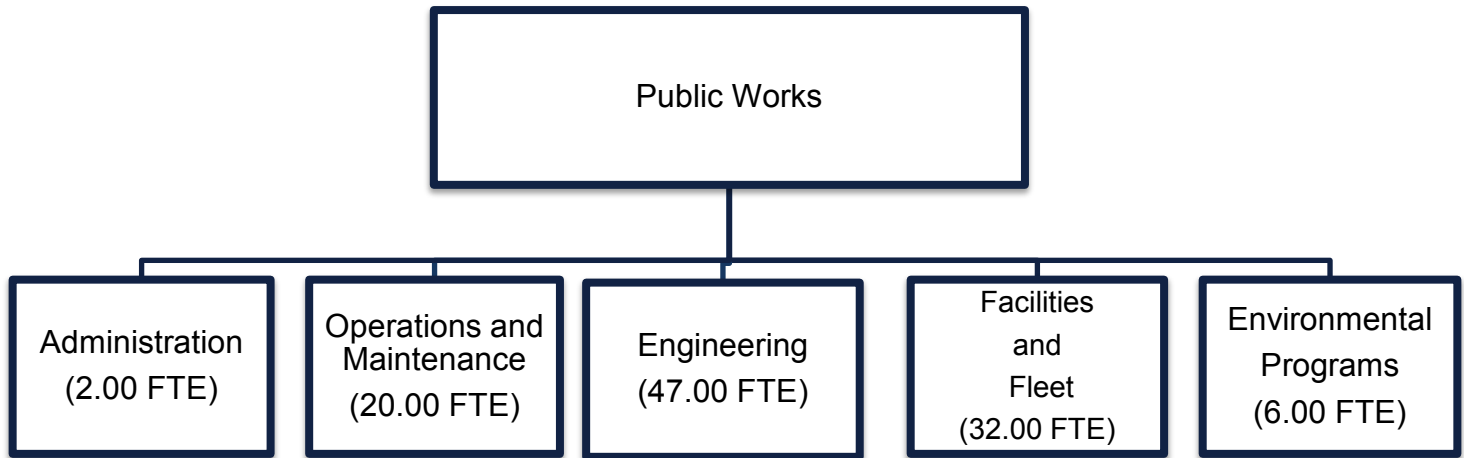 Public Works
Administration
(2.00 FTE)
Operations and
Maintenance
(20.00 FTE)
Engineering
(47.00 FTE)
Facilities
and
Fleet
(32.00 FTE)
Environmental
Programs
(6.00 FTE)